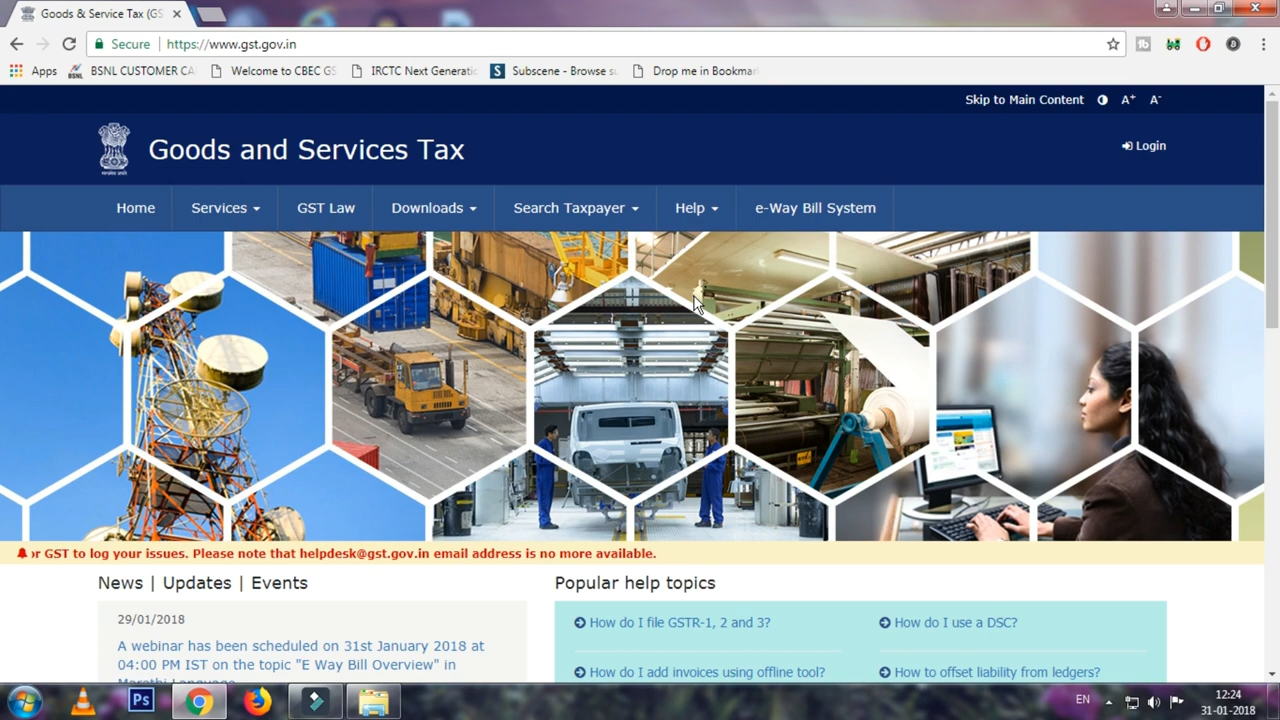 Goods & Service Tax (GS
Secure https://www.gst.gov.in
Apps BSNL CUSTOMER CA Welcome to CBEC GS IRCTC Next Generati Subscene - Browse su Drop me in Bookmar
Skip to Main Content A+ A-
Goods and Services Tax
Login
Home Services GST Law Downloads Search Taxpayer Help e-Way Bill System
or GST to log your issues. Please note that helpdesk@gst.gov.in email address is no more available.
News | Updates | Events
Popular help topics
29/01/2018
A webinar has been scheduled on 31st January 2018 at
04:00 PM IST on the topic "E Way Bill Overview" in
Marathi Language
How do I file GSTR-1, 2 and 3?
How do I use a DSC?
How do I add invoices using offline tool?
How to offset liability from ledgers?
Ps
EN
12:24
31-01-2018